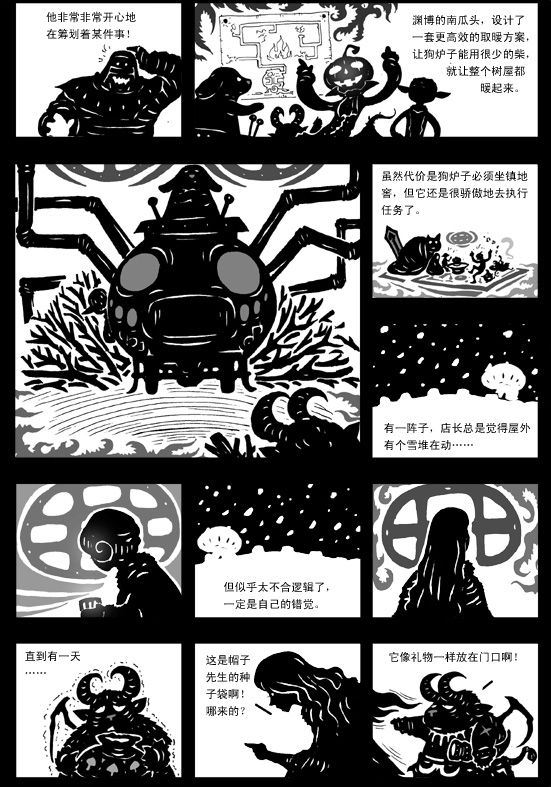 他非常非常开心地
在筹划着某件事！
渊博的南瓜头，设计了
一套更高效的取暖方案，
让狗炉子能用很少的柴，
就让整个树屋都
暖起来。
虽然代价是狗炉子必须坐镇地
窖，但它还是很骄傲地去执行
任务了。
有一阵子，店长总是觉得屋外
有个雪堆在动……
但似乎太不合逻辑了，
一定是自己的错觉。
直到有一天
……
这是帽子
先生的种
子袋啊！
哪来的？
它像礼物一样放在门口啊！